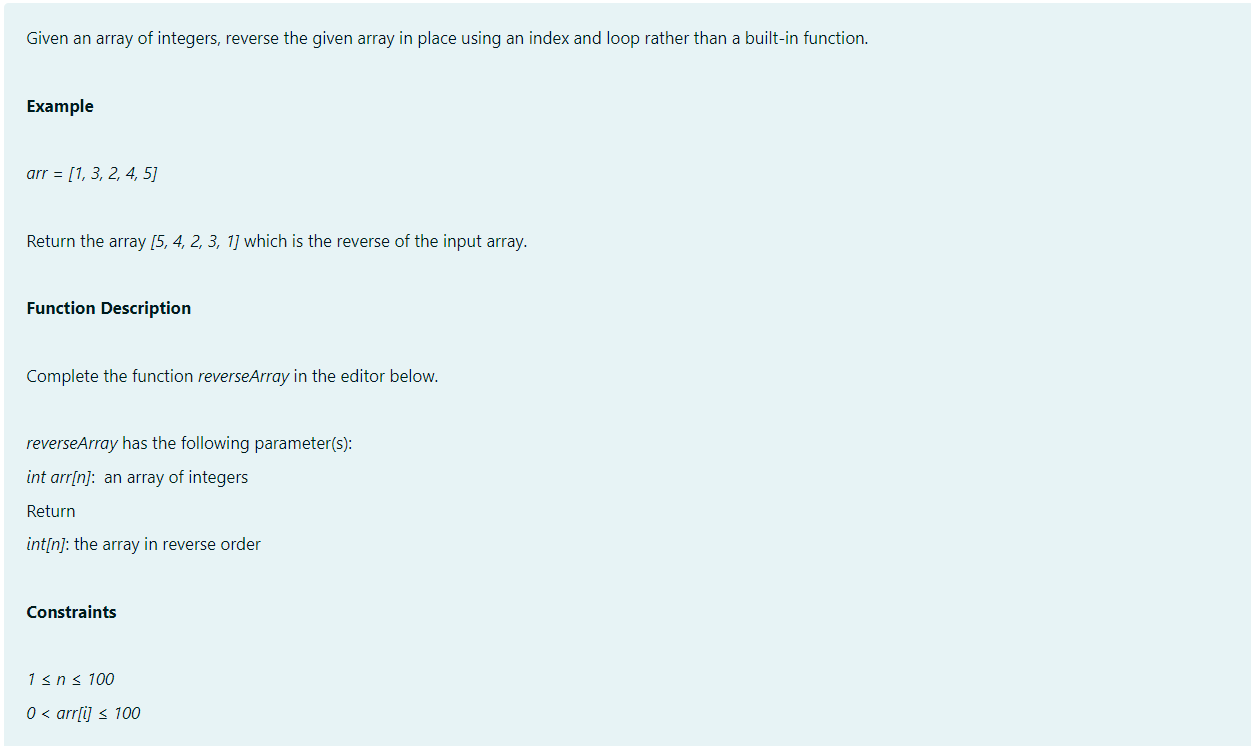 Given an array of integers, reverse the given array in place using an index and loop rather than a built-in function.
Example
arr = [1, 3, 2, 4, 5]
Return the array [5, 4, 2, 3, 1] which is the reverse of the input array.
Function Description
Complete the function reverseArray in the editor below.
reverseArray has the following parameter(s):
int arr[n]: an array of integers
Return
int[n]: the array in reverse order
Constraints
1 ≤ n ≤ 100
0 < arr[i] ≤ 100